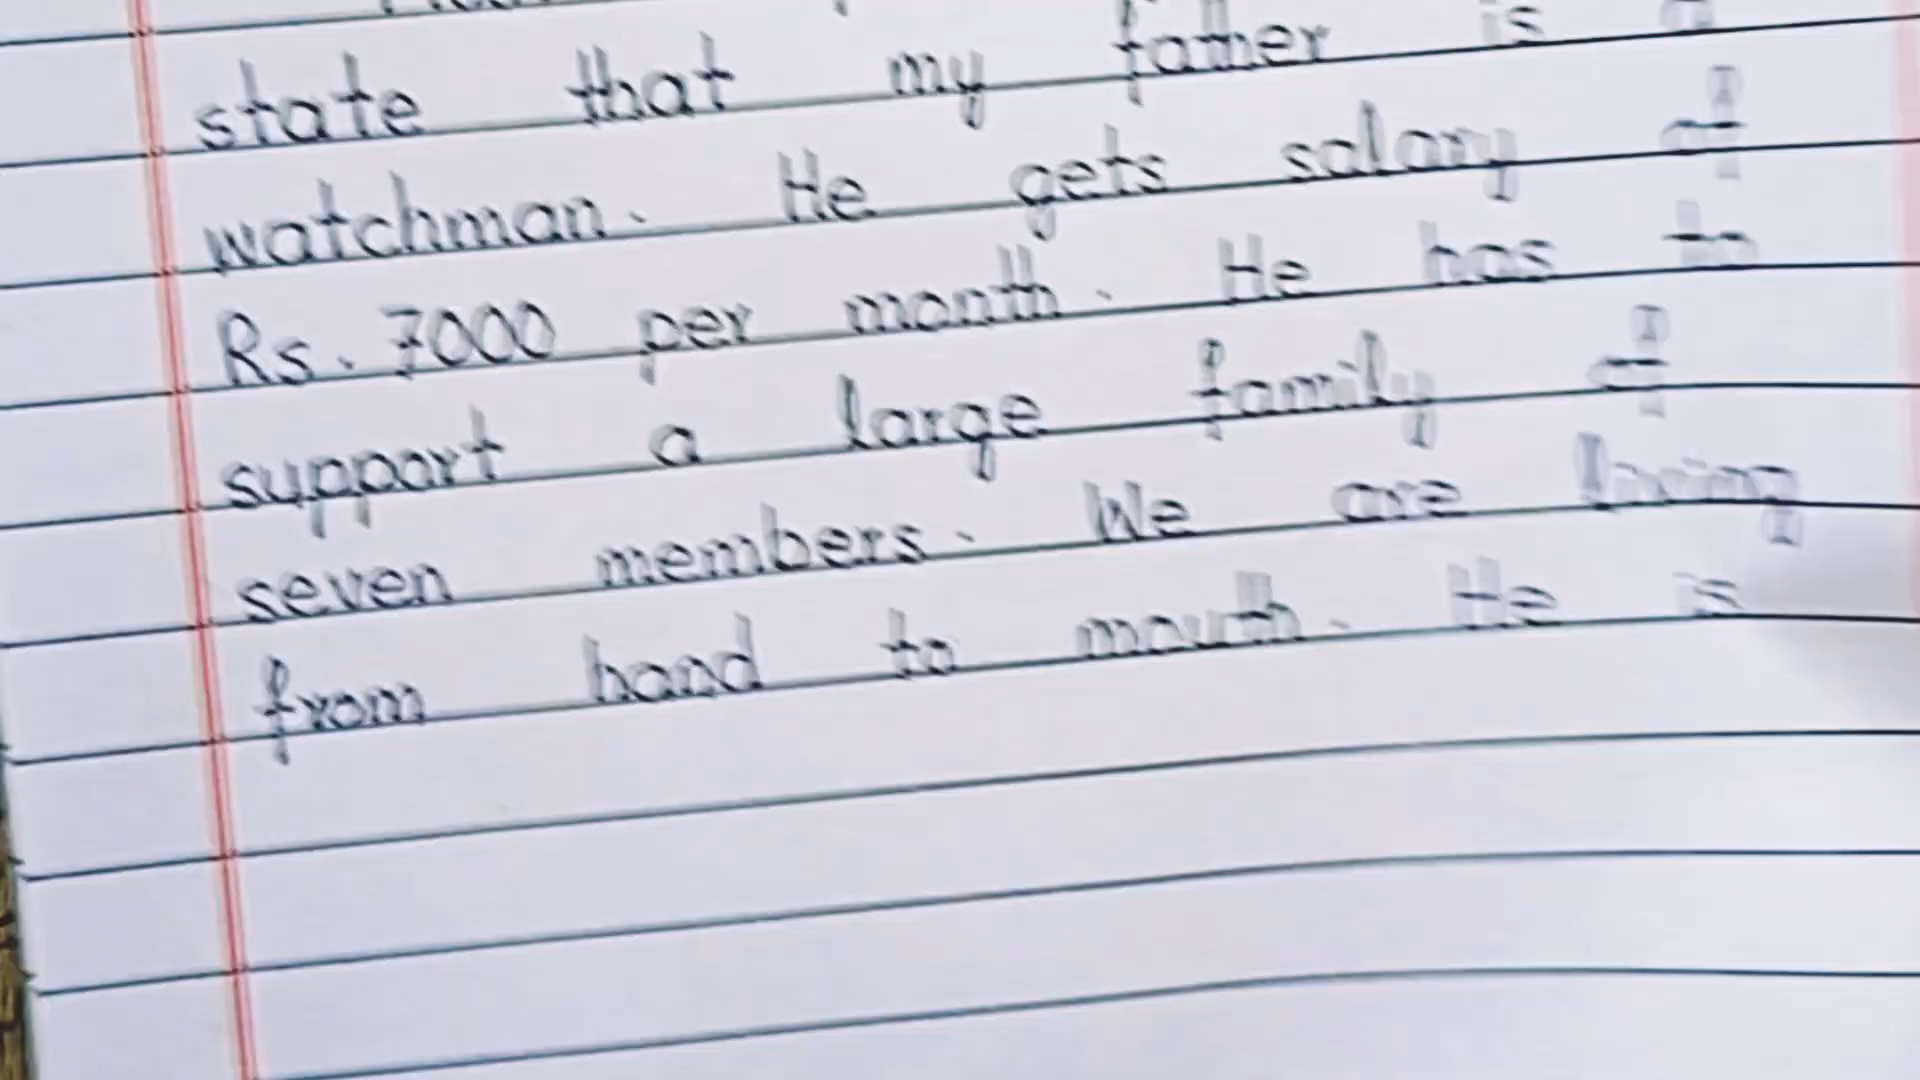 state that my father is a
watchman. He gets salary of
Rs. 7000 per month. He has to
support a large family of
seven members. We are living
from hand to mouth. He is